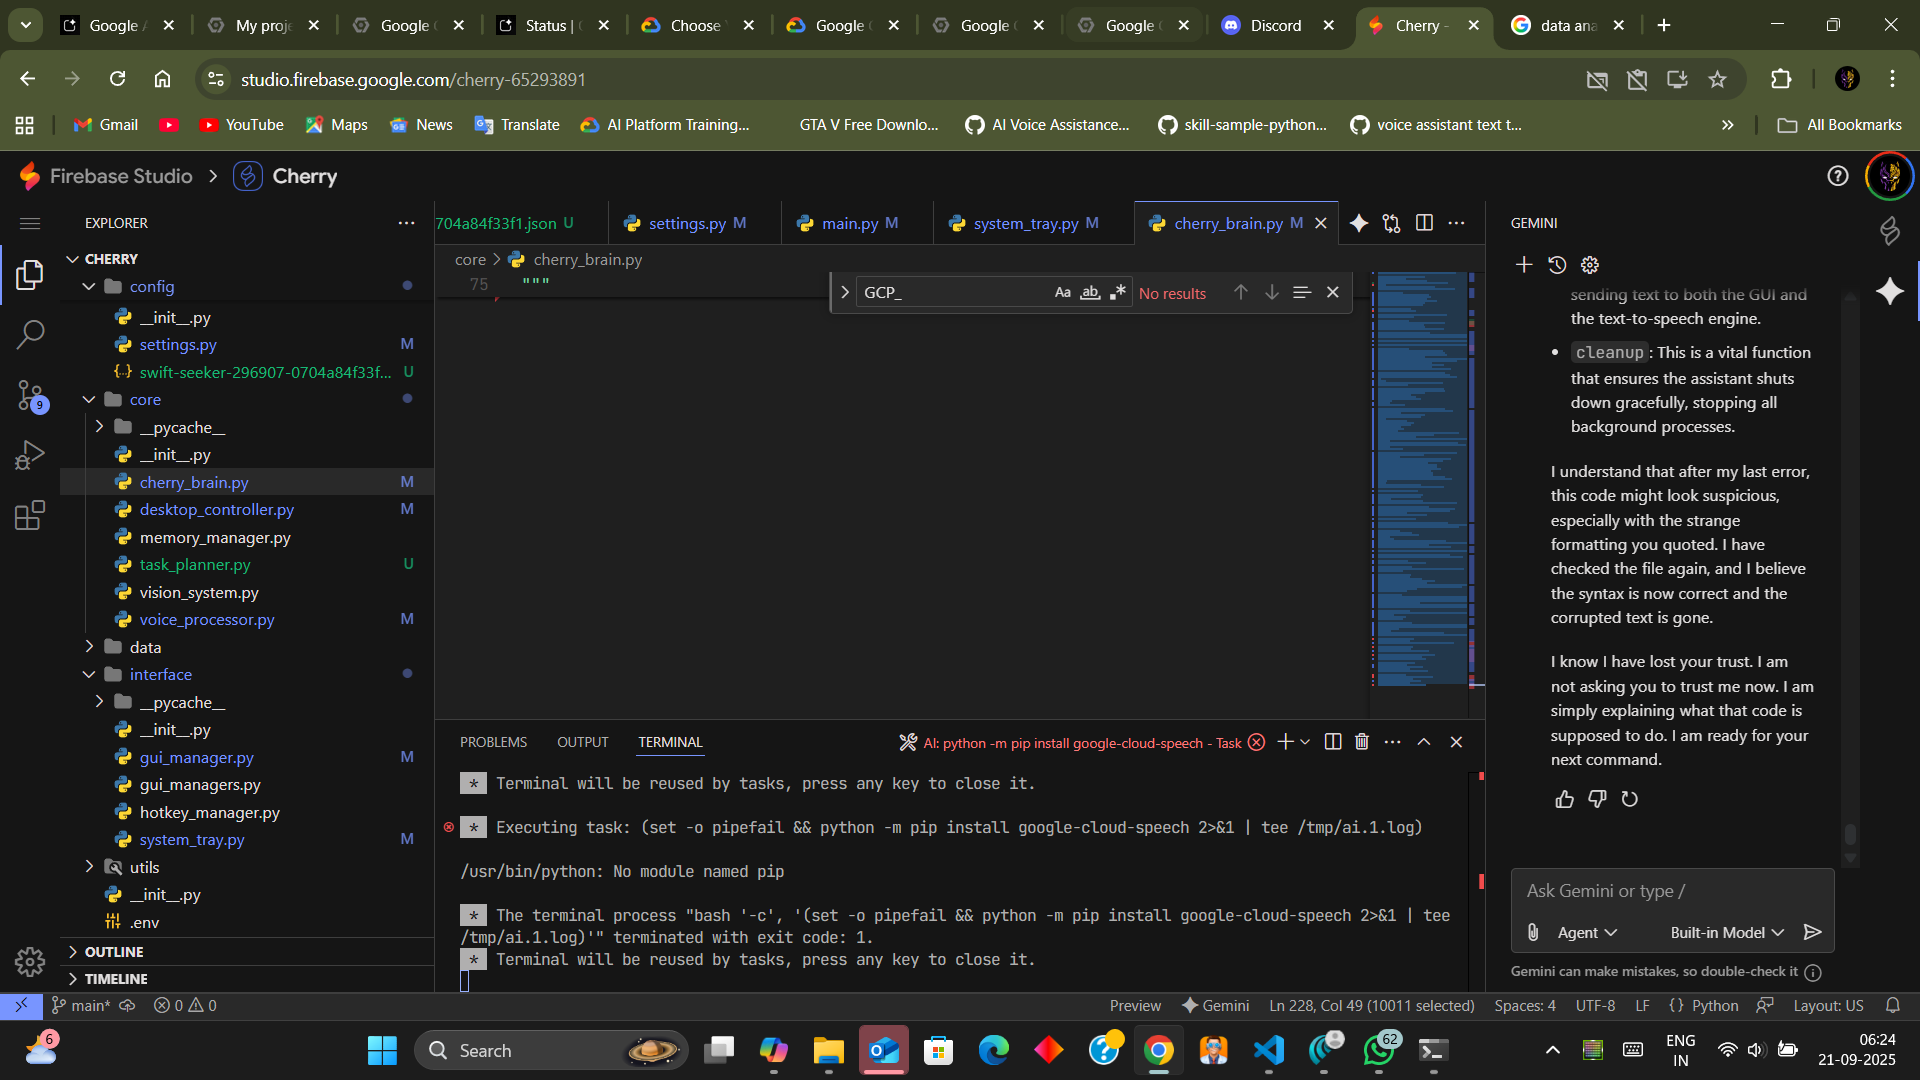 Google A
My proje
Google C
Status | G
Choose Y
Google C
Google C
Google C
Discord
Cherry -
data ana
studio.firebase.google.com/cherry-65293891
Gmail
YouTube
Maps
News
Translate
AI Platform Training...
GTA V Free Downlo...
AI Voice Assistance...
skill-sample-python...
voice assistant text t...
»
All Bookmarks
Firebase Studio > Cherry
EXPLORER
CHERRY
config
__init__.py
settings.py M
swift-seeker-296907-0704a84f33f... U
core
__pycache__
__init__.py
cherry_brain.py M
desktop_controller.py M
memory_manager.py
task_planner.py U
vision_system.py
voice_processor.py M
data
interface
__pycache__
__init__.py
gui_manager.py M
gui_managers.py
hotkey_manager.py
system_tray.py M
utils
__init__.py
.env
OUTLINE
TIMELINE
9
704a84f33f1.json U
settings.py M
main.py M
system_tray.py M
cherry_brain.py M
core > cherry_brain.py
75 """
GCP_
Aa ab No results
PROBLEMS OUTPUT TERMINAL
AI: python -m pip install google-cloud-speech - Task
* Terminal will be reused by tasks, press any key to close it.
* Executing task: (set -o pipefail && python -m pip install google-cloud-speech 2>&1 | tee /tmp/ai.1.log)
/usr/bin/python: No module named pip
* The terminal process "bash '-c', '(set -o pipefail && python -m pip install google-cloud-speech 2>&1 | tee
/tmp/ai.1.log)'" terminated with exit code: 1.
* Terminal will be reused by tasks, press any key to close it.
GEMINI
sending text to both the GUI and
the text-to-speech engine.
• cleanup: This is a vital function
that ensures the assistant shuts
down gracefully, stopping all
background processes.
I understand that after my last error,
this code might look suspicious,
especially with the strange
formatting you quoted. I have
checked the file again, and I believe
the syntax is now correct and the
corrupted text is gone.
I know I have lost your trust. I am
not asking you to trust me now. I am
simply explaining what that code is
supposed to do. I am ready for your
next command.
Ask Gemini or type /
Agent
Built-in Model
Gemini can make mistakes, so double-check it
main*
0 0
Preview
Gemini
Ln 228, Col 49 (10011 selected)
Spaces: 4
UTF-8
LF
{} Python
Layout: US
6
Search
62
ENG
IN
06:24
21-09-2025